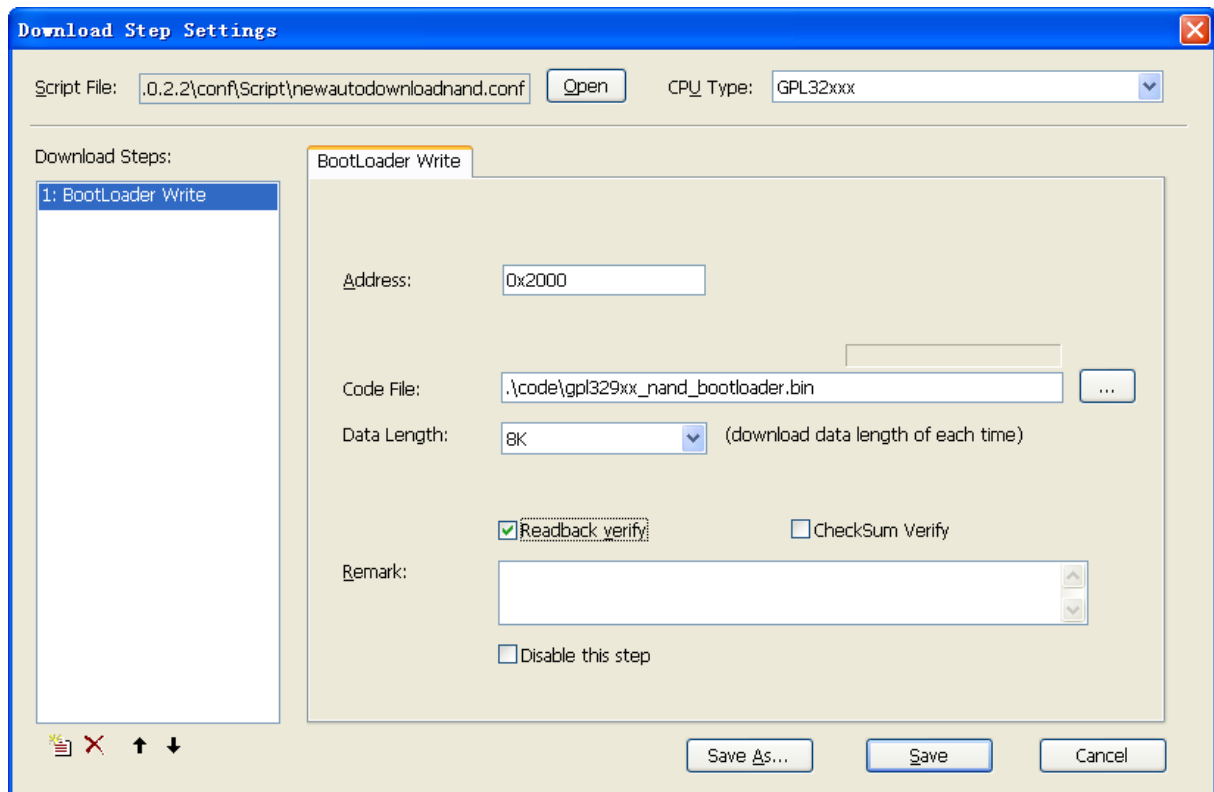 Download Step Settings
Script File: .0.2.2\conf\Script\newautodownloadnand.conf Open CPU Type: GPL32xxx
Download Steps:
1: BootLoader Write
BootLoader Write
Address: 0x2000
Code File: .\code\gpl329xx_nand_bootloader.bin ...
Data Length: 8K (download data length of each time)
Readback verify CheckSum Verify
Remark:
Disable this step
Save As... Save Cancel